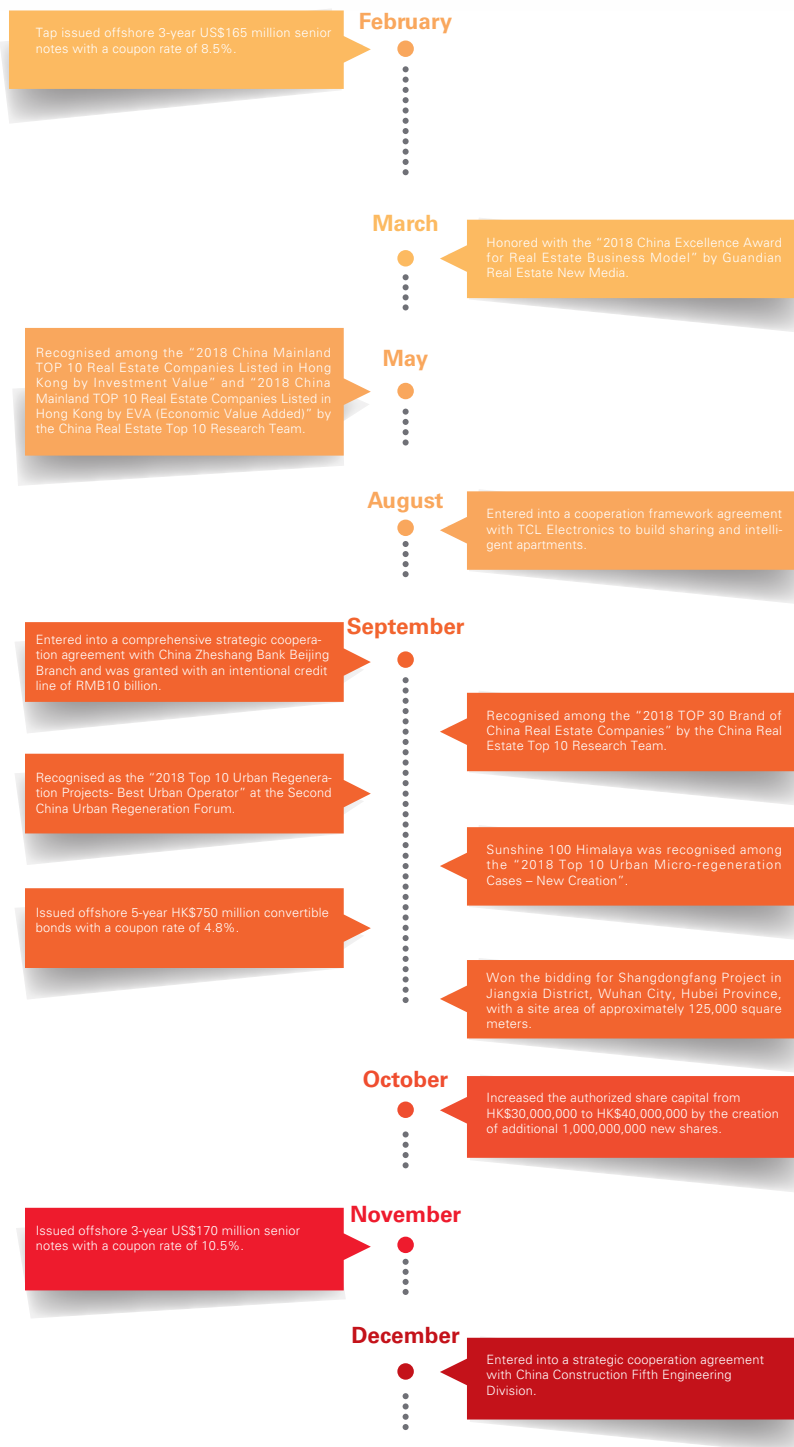 February
Tap issued offshore 3-year US$165 million senior
notes with a coupon rate of 8.5%.
March
Honored with the “2018 China Excellence Award
for Real Estate Business Model” by Guandian
Real Estate New Media.
May
Recognised among the “2018 China Mainland
TOP 10 Real Estate Companies Listed in Hong
Kong by Investment Value” and “2018 China
Mainland TOP 10 Real Estate Companies Listed in
Hong Kong by EVA (Economic Value Added)” by
the China Real Estate Top 10 Research Team.
August
Entered into a cooperation framework agreement
with TCL Electronics to build sharing and intelli-
gent apartments.
September
Entered into a comprehensive strategic coopera-
tion agreement with China Zheshang Bank Beijing
Branch and was granted with an intentional credit
line of RMB10 billion.
Recognised among the “2018 TOP 30 Brand of
China Real Estate Companies” by the China Real
Estate Top 10 Research Team.
Recognised as the “2018 Top 10 Urban Regenera-
tion Projects- Best Urban Operator” at the Second
China Urban Regeneration Forum.
Sunshine 100 Himalaya was recognised among
the “2018 Top 10 Urban Micro-regeneration
Cases – New Creation”.
Issued offshore 5-year HK$750 million convertible
bonds with a coupon rate of 4.8%.
Won the bidding for Shangdongfang Project in
Jiangxia District, Wuhan City, Hubei Province,
with a site area of approximately 125,000 square
meters.
October
Increased the authorized share capital from
HK$30,000,000 to HK$40,000,000 by the creation
of additional 1,000,000,000 new shares.
November
Issued offshore 3-year US$170 million senior
notes with a coupon rate of 10.5%.
December
Entered into a strategic cooperation agreement
with China Construction Fifth Engineering
Division.